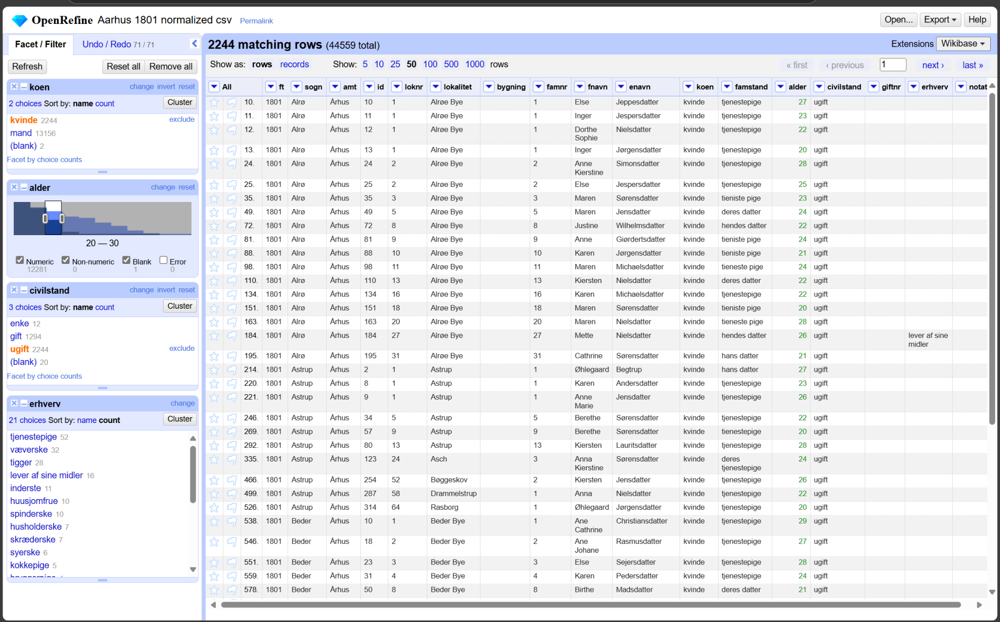 OpenRefine Aarhus 1801 normalized csv Permalink Open... Export Help
Facet / Filter Undo / Redo 71 / 71
Refresh Reset all Remove all
koen change invert reset
2 choices Sort by: name count Cluster
kvinde 2244 exclude
mand 13156
(blank) 2
Facet by choice counts
alder change reset
20 — 30
Numeric Non-numeric Blank Error
12281 0 1 0
civilstand change invert reset
3 choices Sort by: name count Cluster
enke 12
gift 1294
ugift 2244 exclude
(blank) 20
Facet by choice counts
erhverv change
21 choices Sort by: name count Cluster
tjenestepige 52
væverske 32
tigger 28
lever af sine midler 16
inderste 11
huusjomfrue 10
spinderske 10
husholderske 7
skræderske 7
syerske 6
kokkepige 5
2244 matching rows (44559 total) Extensions Wikibase
Show as: rows records Show: 5 10 25 50 100 500 1000 rows « first ‹ previous 1 next › last »
All ft sogn amt id loknr lokalitet bygning famnr fnavn enavn koen famstand alder civilstand giftnr erhverv notat
10. 1801 Alrø Århus 10 1 Alrøe Bye 1 Else Jeppesdatter kvinde tjenestepige 27 ugift
11. 1801 Alrø Århus 11 1 Alrøe Bye 1 Inger Jespersdatter kvinde tjenestepige 23 ugift
12. 1801 Alrø Århus 12 1 Alrøe Bye 1 Dorthe Nielsdatter kvinde tjenestepige 22 ugift
Sophie
13. 1801 Alrø Århus 13 1 Alrøe Bye 1 Inger Jørgensdatter kvinde tjenestepige 20 ugift
24. 1801 Alrø Århus 24 2 Alrøe Bye 2 Anne Simonsdatter kvinde tjenestepige 28 ugift
Kierstine
25. 1801 Alrø Århus 25 2 Alrøe Bye 2 Else Jespersdatter kvinde tjenestepige 25 ugift
35. 1801 Alrø Århus 35 3 Alrøe Bye 3 Maren Sørensdatter kvinde tieniste pige 23 ugift
49. 1801 Alrø Århus 49 5 Alrøe Bye 5 Maren Jensdatter kvinde deres datter 24 ugift
72. 1801 Alrø Århus 72 8 Alrøe Bye 8 Justine Wilhelmsdatter kvinde hendes datter 22 ugift
81. 1801 Alrø Århus 81 9 Alrøe Bye 9 Anne Giørdertsdatter kvinde tieniste pige 24 ugift
88. 1801 Alrø Århus 88 10 Alrøe Bye 10 Karen Jørgensdatter kvinde tieniste pige 21 ugift
98. 1801 Alrø Århus 98 11 Alrøe Bye 11 Maren Michaelsdatter kvinde tieneste pige 24 ugift
110. 1801 Alrø Århus 110 13 Alrøe Bye 13 Kiersten Nielsdatter kvinde deres datter 22 ugift
134. 1801 Alrø Århus 134 16 Alrøe Bye 16 Karen Michaelsdatter kvinde tjenestepige 22 ugift
151. 1801 Alrø Århus 151 18 Alrøe Bye 18 Maren Sørensdatter kvinde tieniste pige 20 ugift
163. 1801 Alrø Århus 163 20 Alrøe Bye 20 Maren Nielsdatter kvinde tieneste pige 28 ugift
184. 1801 Alrø Århus 184 27 Alrøe Bye 27 Mette Nielsdatter kvinde hendes datter 26 ugift lever af sine
midler
195. 1801 Alrø Århus 195 31 Alrøe Bye 31 Cathrine Sørensdatter kvinde hans datter 21 ugift
214. 1801 Astrup Århus 2 1 Astrup 1 Øhlegaard Begtrup kvinde hans datter 27 ugift
220. 1801 Astrup Århus 8 1 Astrup 1 Karen Andersdatter kvinde tjenestepige 23 ugift
221. 1801 Astrup Århus 9 1 Astrup 1 Anne Jensdatter kvinde tjenestepige 26 ugift
Marie
246. 1801 Astrup Århus 34 5 Astrup 5 Berethe Sørensdatter kvinde tjenestepige 22 ugift
269. 1801 Astrup Århus 57 9 Astrup 9 Berethe Sørensdatter kvinde tjenestepige 20 ugift
292. 1801 Astrup Århus 80 13 Astrup 13 Kiersten Lauritsdatter kvinde tjenestepige 28 ugift
335. 1801 Astrup Århus 123 24 Asch 3 Anna Sørensdatter kvinde deres 24 ugift
Kierstine tjenestepige
466. 1801 Astrup Århus 254 52 Bøggeskov 2 Kiersten Jensdatter kvinde tjenestepige 26 ugift
499. 1801 Astrup Århus 287 58 Drammelstrup 1 Anna Nielsdatter kvinde tjenestepige 22 ugift
526. 1801 Astrup Århus 314 64 Rasborg 1 Øhlegaard Jørgensdatter kvinde tjenestepige 20 ugift
538. 1801 Beder Århus 10 1 Beder Bye 1 Ane Christiansdatter kvinde tjenestepige 29 ugift
Cathrine
546. 1801 Beder Århus 18 2 Beder Bye 2 Ane Rasmusdatter kvinde tjenestepige 27 ugift
Johane
551. 1801 Beder Århus 23 3 Beder Bye 3 Else Sejersdatter kvinde tjenestepige 28 ugift
559. 1801 Beder Århus 31 4 Beder Bye 4 Karen Pedersdatter kvinde tjenestepige 24 ugift
578. 1801 Beder Århus 50 8 Beder Bye 8 Birthe Madsdatter kvinde deres datter 21 ugift